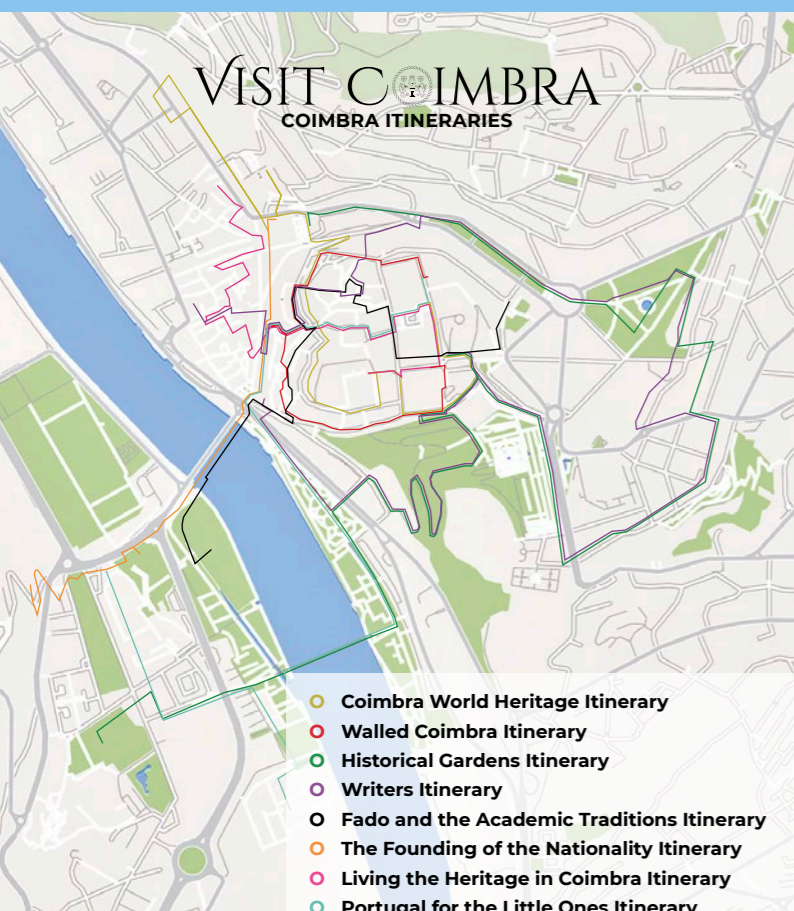 VISIT COIMBRA
COIMBRA ITINERARIES
Coimbra World Heritage Itinerary
Walled Coimbra Itinerary
Historical Gardens Itinerary
Writers Itinerary
Fado and the Academic Traditions Itinerary
The Founding of the Nationality Itinerary
Living the Heritage in Coimbra Itinerary
Portugal for the Little Ones Itinerary